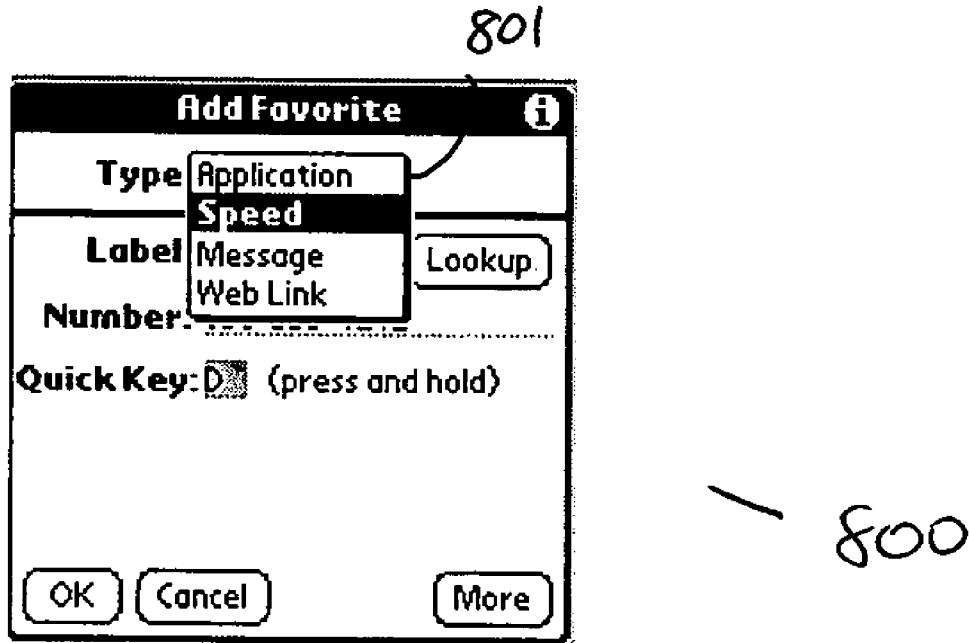 801
Add Favorite i
Type Application
Speed
Label Message Lookup
Web Link
Number:
Quick Key: D (press and hold)
800
OK Cancel More